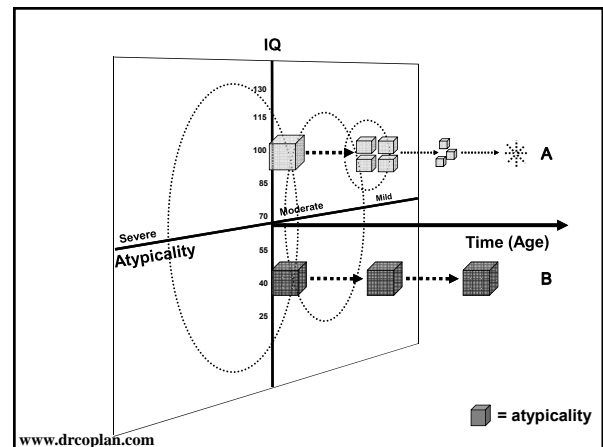 IQ
130
115
100
A
85
Mild
Moderate
70
Severe
Time (Age)
Atypicality
55
B
40
25
= atypicality
www.drcoplan.com